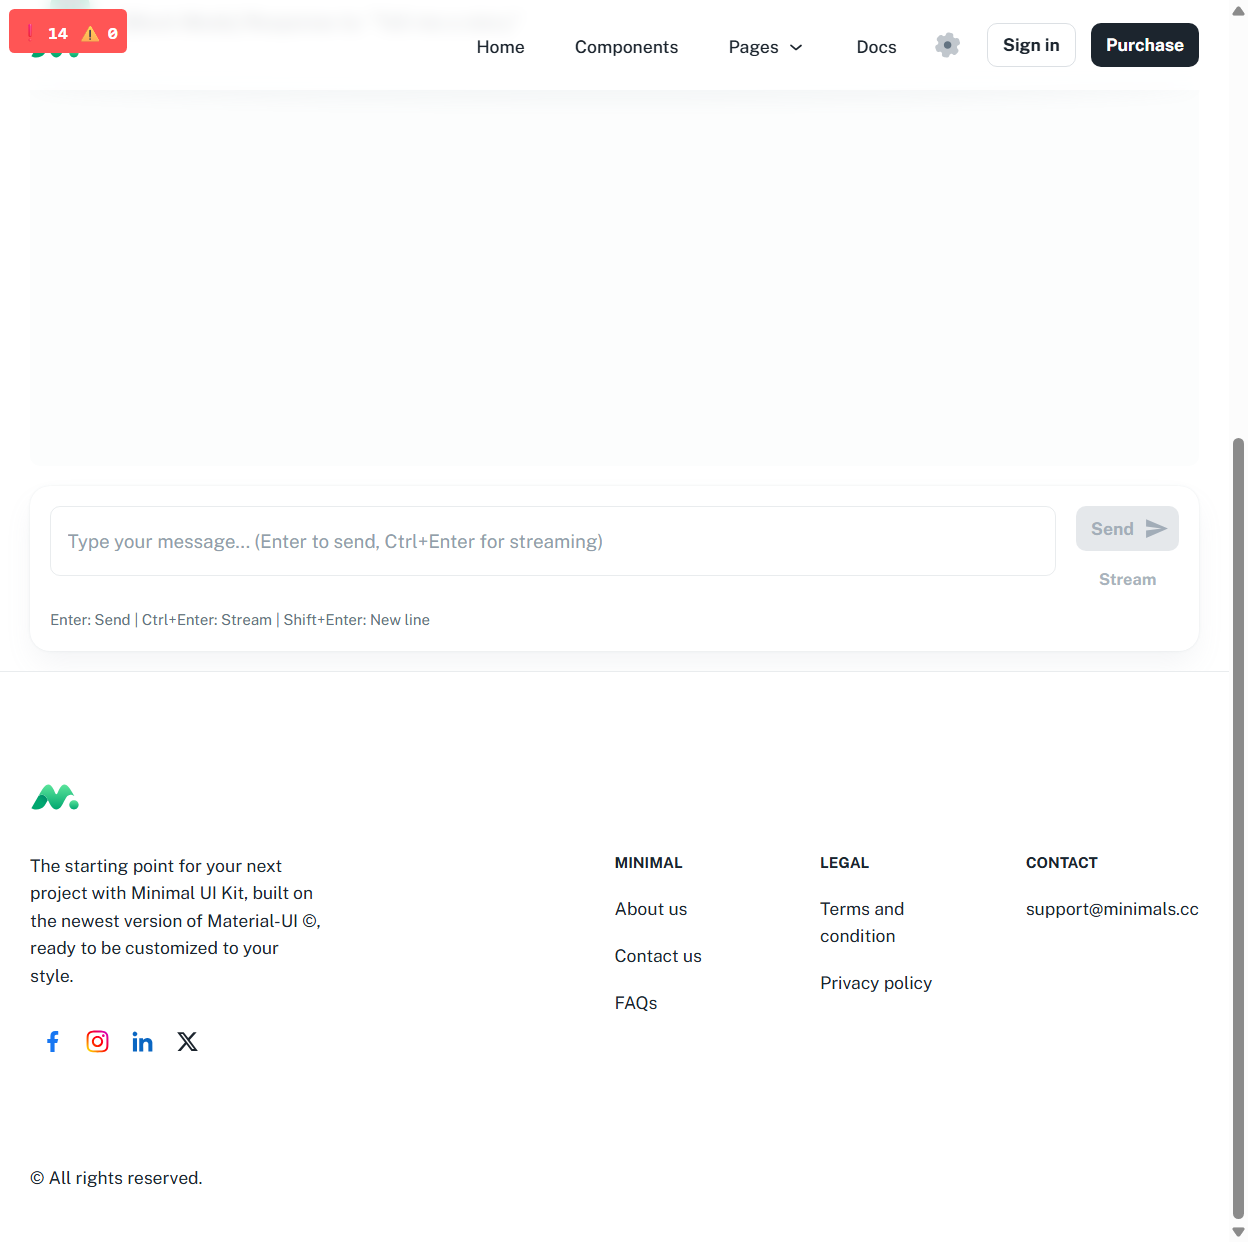 14 0
Home Components Pages Docs Sign in Purchase
Type your message... (Enter to send, Ctrl+Enter for streaming)
Send
Stream
Enter: Send | Ctrl+Enter: Stream | Shift+Enter: New line
The starting point for your next
project with Minimal UI Kit, built on
the newest version of Material-UI ©,
ready to be customized to your
style.
MINIMAL
About us
Contact us
FAQs
LEGAL
Terms and
condition
Privacy policy
CONTACT
support@minimals.cc
© All rights reserved.